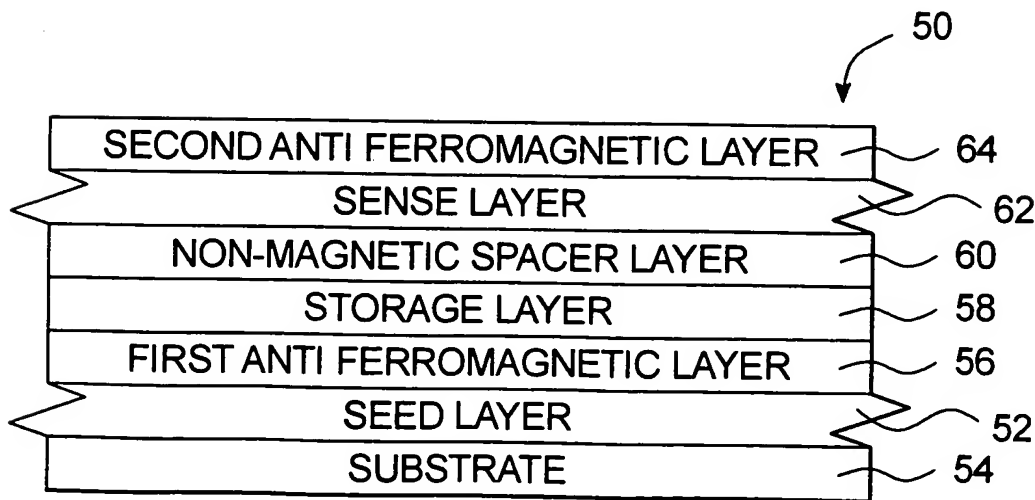 50
SECOND ANTI FERROMAGNETIC LAYER 64
SENSE LAYER 62
NON-MAGNETIC SPACER LAYER 60
STORAGE LAYER 58
FIRST ANTI FERROMAGNETIC LAYER 56
SEED LAYER 52
SUBSTRATE 54